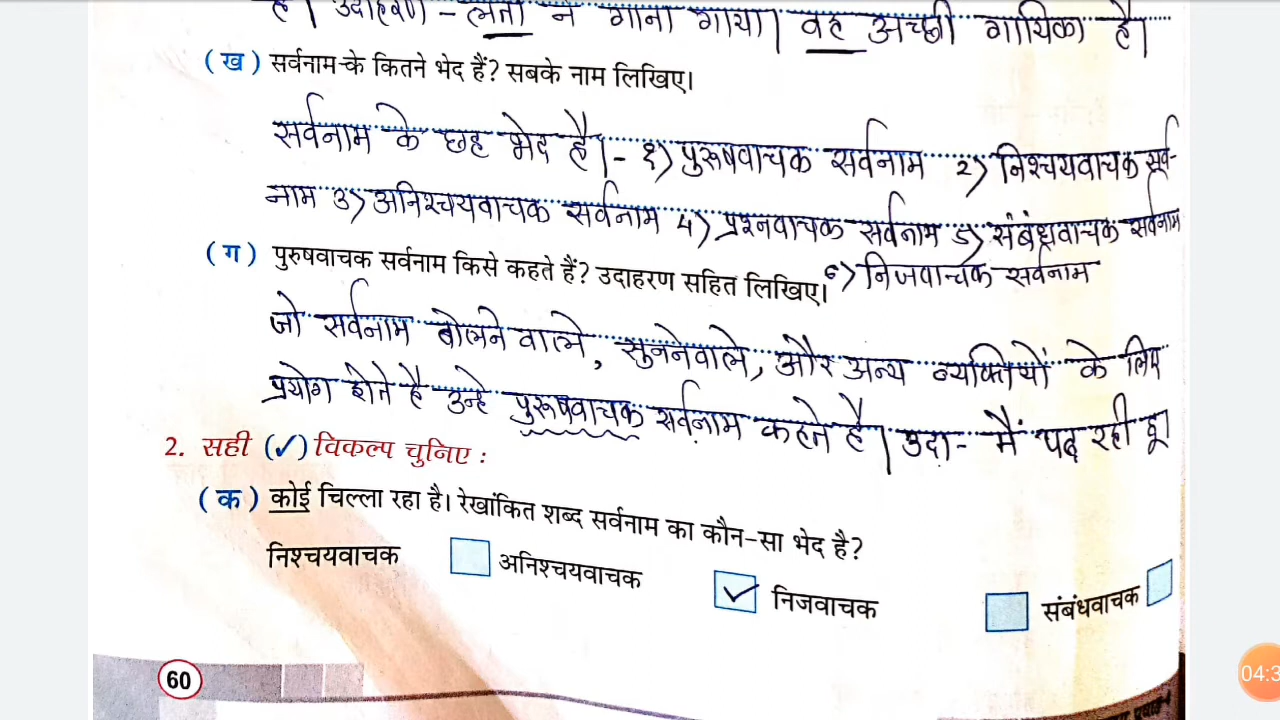 है। उदाहरण - लता ने गाना गाया। वह अच्छी गायिका है।
(ख) सर्वनाम के कितने भेद हैं? सबके नाम लिखिए।
सर्वनाम के छह भेद है।- १) पुरूषवाचक सर्वनाम २) निश्चयवाचक सर्व-
नाम ३) अनिश्चयवाचक सर्वनाम ४) प्रश्नवाचक सर्वनाम ५) संबंधवाचक सर्वनाम
(ग) पुरुषवाचक सर्वनाम किसे कहते हैं? उदाहरण सहित लिखिए। ६) निजवाचक सर्वनाम
जो सर्वनाम बोलने वाले, सुननेवाले, और अन्य व्यक्तियों के लिए
प्रयोग होते है उन्हे पुरूषवाचक सर्वनाम कहते है। उदा- मैं पढ़ रही हू।
2. सही (✓) विकल्प चुनिए :
(क) कोई चिल्ला रहा है। रेखांकित शब्द सर्वनाम का कौन-सा भेद है?
निश्चयवाचक अनिश्चयवाचक ✓ निजवाचक संबंधवाचक
60
04:3